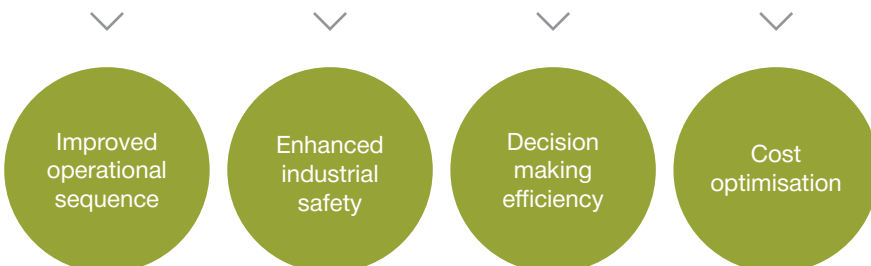 Improved
operational
sequence
Enhanced
industrial
safety
Decision
making
efficiency
Cost
optimisation